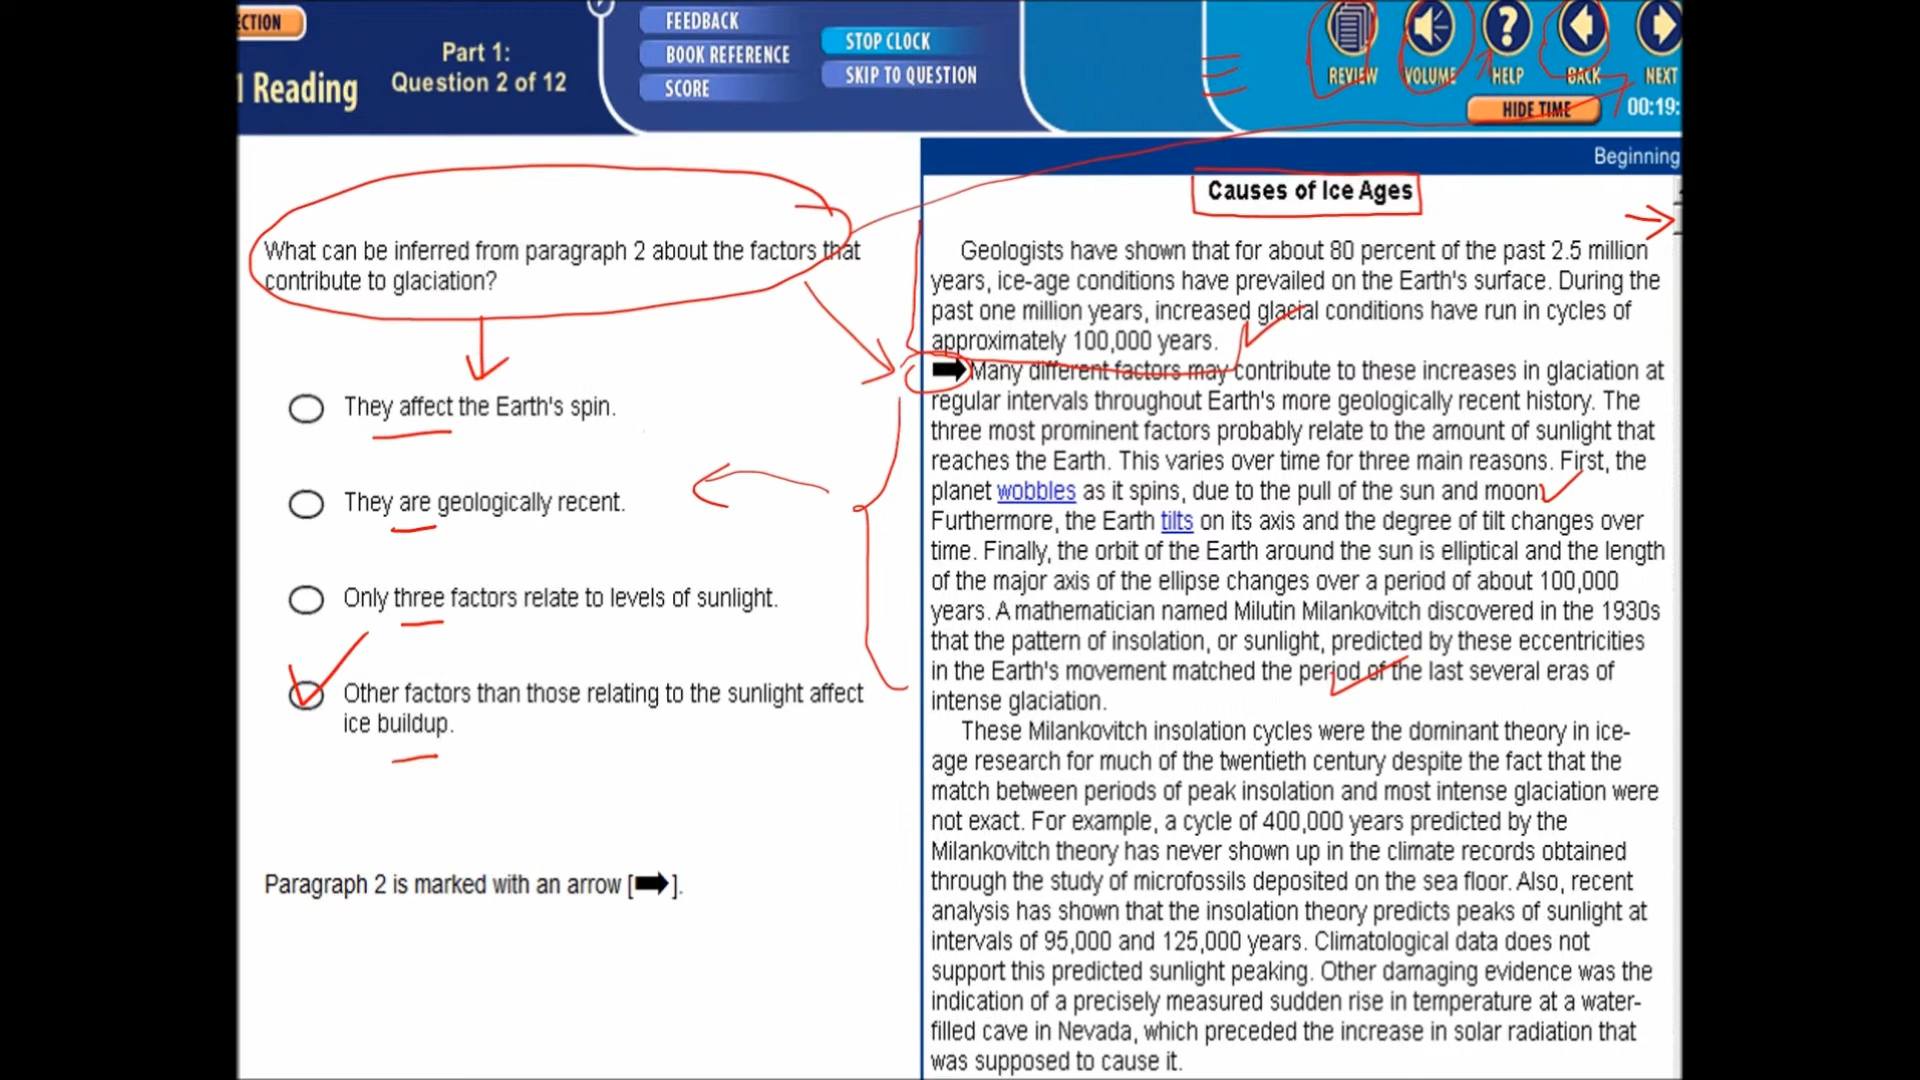 ECTION
Reading
Part 1:
Question 2 of 12
FEEDBACK
BOOK REFERENCE
SCORE
STOP CLOCK
SKIP TO QUESTION
REVIEW
VOLUME
HELP
BACK
NEXT
HIDE TIME
00:19:
Beginning
What can be inferred from paragraph 2 about the factors that
contribute to glaciation?
They affect the Earth's spin.
They are geologically recent.
Only three factors relate to levels of sunlight.
Other factors than those relating to the sunlight affect
ice buildup.
Paragraph 2 is marked with an arrow [➡].
Causes of Ice Ages
Geologists have shown that for about 80 percent of the past 2.5 million
years, ice-age conditions have prevailed on the Earth's surface. During the
past one million years, increased glacial conditions have run in cycles of
approximately 100,000 years.
➡Many different factors may contribute to these increases in glaciation at
regular intervals throughout Earth's more geologically recent history. The
three most prominent factors probably relate to the amount of sunlight that
reaches the Earth. This varies over time for three main reasons. First, the
planet wobbles as it spins, due to the pull of the sun and moon.
Furthermore, the Earth tilts on its axis and the degree of tilt changes over
time. Finally, the orbit of the Earth around the sun is elliptical and the length
of the major axis of the ellipse changes over a period of about 100,000
years. A mathematician named Milutin Milankovitch discovered in the 1930s
that the pattern of insolation, or sunlight, predicted by these eccentricities
in the Earth's movement matched the period of the last several eras of
intense glaciation.
These Milankovitch insolation cycles were the dominant theory in ice-
age research for much of the twentieth century despite the fact that the
match between periods of peak insolation and most intense glaciation were
not exact. For example, a cycle of 400,000 years predicted by the
Milankovitch theory has never shown up in the climate records obtained
through the study of microfossils deposited on the sea floor. Also, recent
analysis has shown that the insolation theory predicts peaks of sunlight at
intervals of 95,000 and 125,000 years. Climatological data does not
support this predicted sunlight peaking. Other damaging evidence was the
indication of a precisely measured sudden rise in temperature at a water-
filled cave in Nevada, which preceded the increase in solar radiation that
was supposed to cause it.